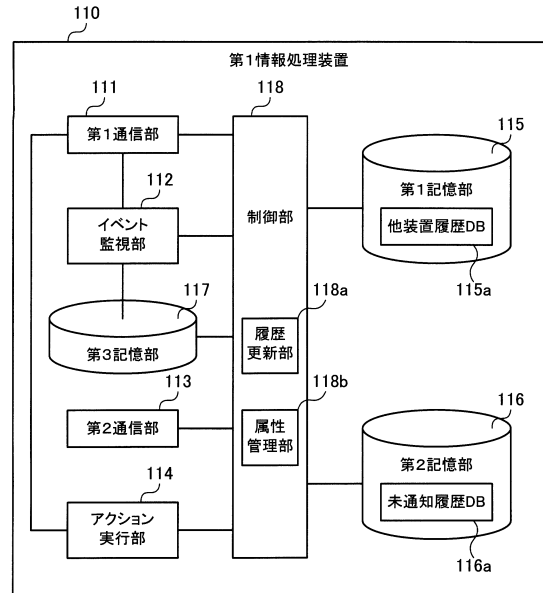 110
第1情報処理装置
111
第1通信部
112
イベント
監視部
117
第3記憶部
113
第2通信部
114
アクション
実行部
118
制御部
118a
履歴
更新部
118b
属性
管理部
115
第1記憶部
他装置履歴DB
115a
116
第2記憶部
未通知履歴DB
116a